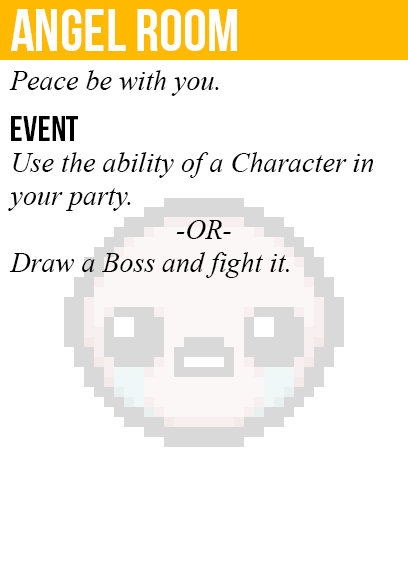 ANGEL ROOM
Peace be with you.
EVENT
Use the ability of a Character in
your party.
-OR-
Draw a Boss and fight it.